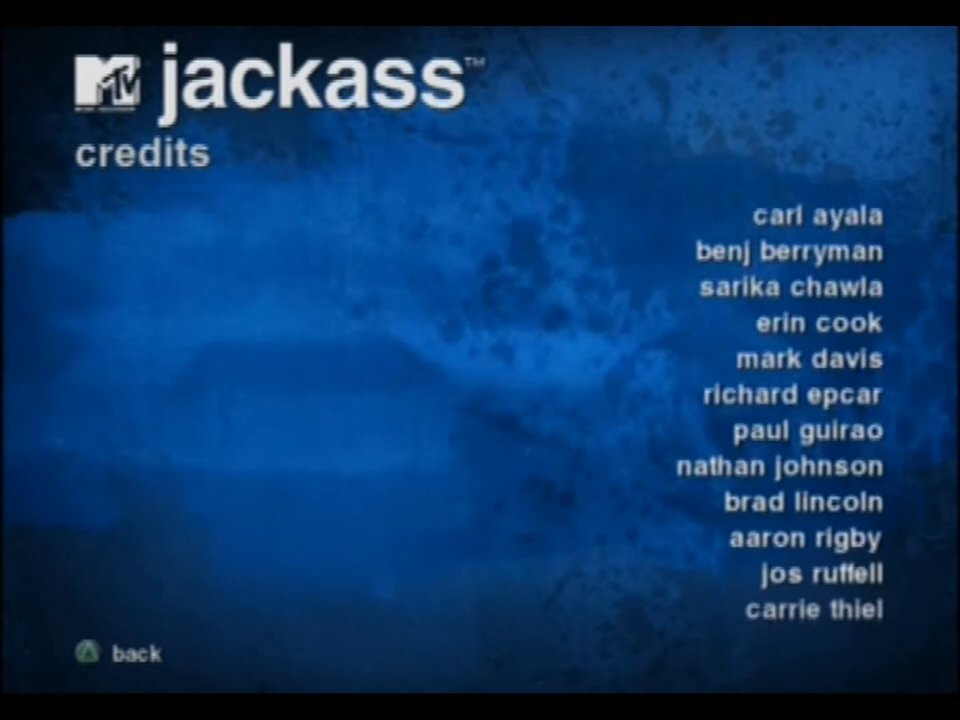 MTV jackass™
credits
carl ayala
benj berryman
sarika chawla
erin cook
mark davis
richard epcar
paul guirao
nathan johnson
brad lincoln
aaron rigby
jos ruffell
carrie thiel
back